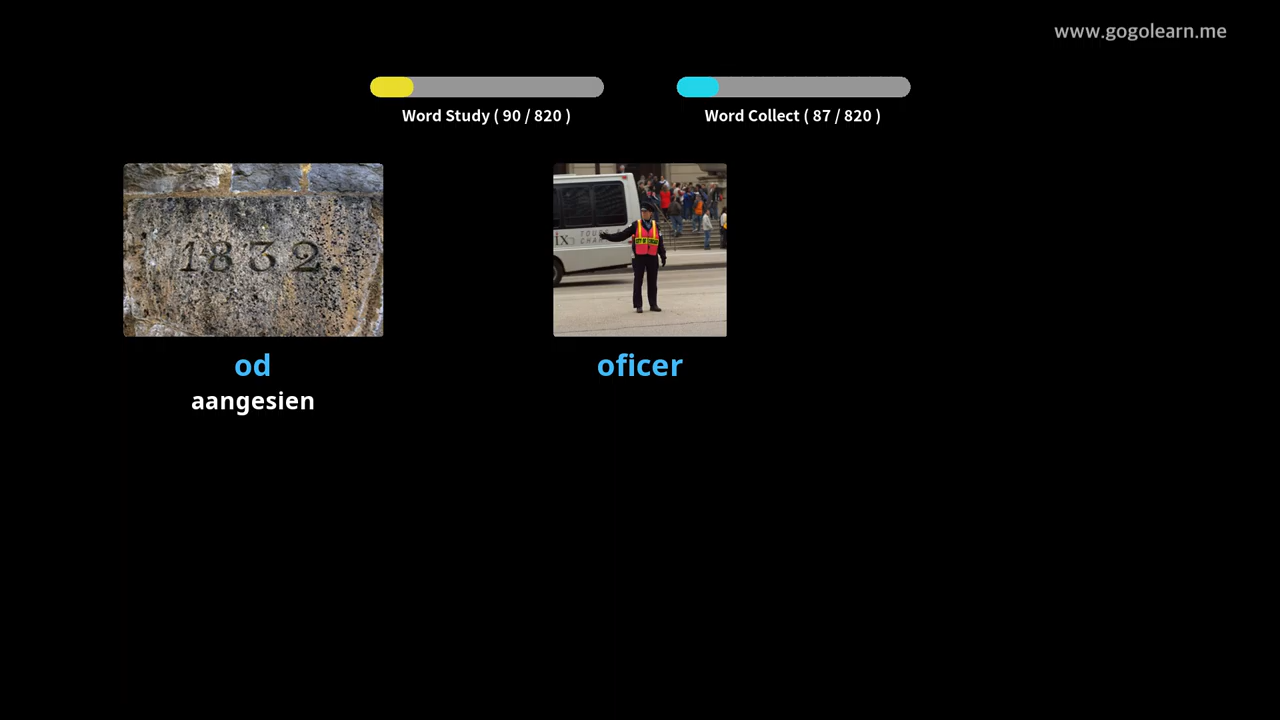 www.gogolearn.me
Word Study ( 90 / 820 )
Word Collect ( 87 / 820 )
1832.
od
aangesien
oficer